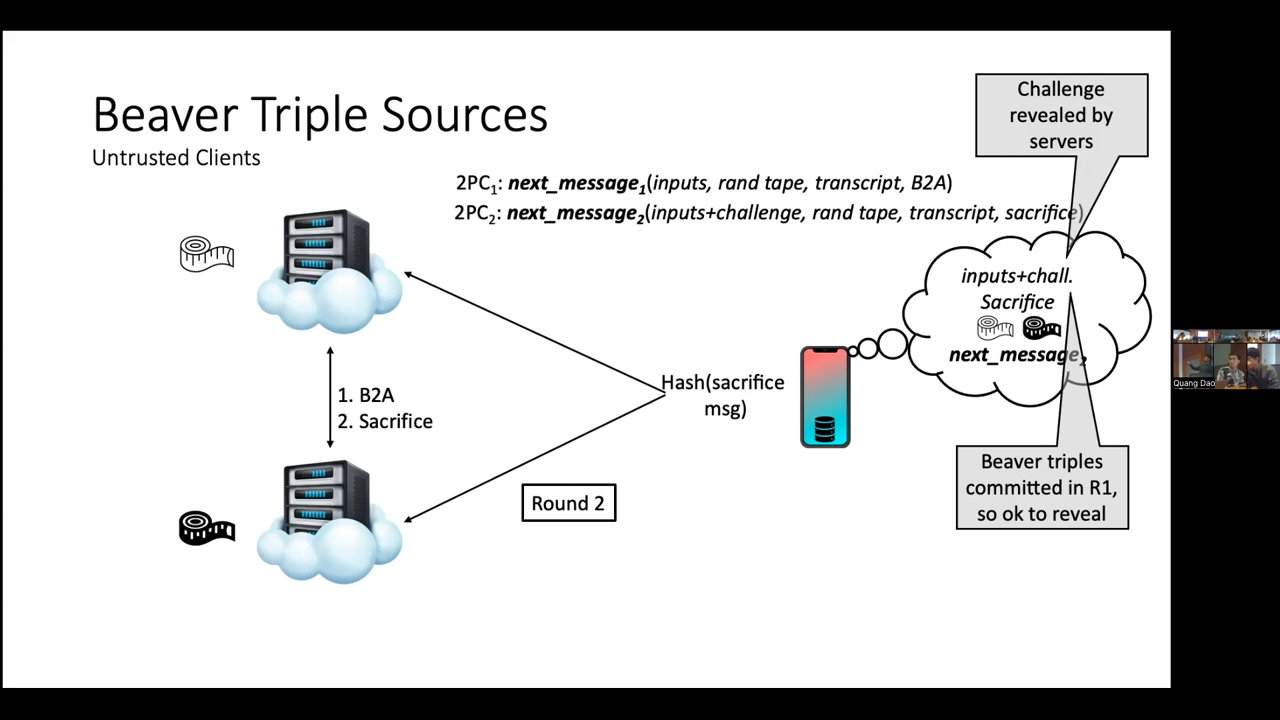 Beaver Triple Sources
Untrusted Clients
Challenge
revealed by
servers
2PC1: next_message1(inputs, rand tape, transcript, B2A)
2PC2: next_message2(inputs+challenge, rand tape, transcript, sacrifice)
inputs+chall.
Sacrifice
next_message2
1. B2A
2. Sacrifice
Hash(sacrifice
msg)
Round 2
Beaver triples
committed in R1,
so ok to reveal
Quang Dao